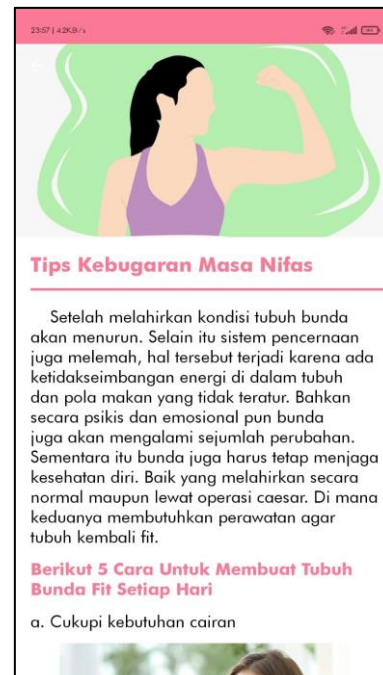 23:57 | 4.2KB/s
Tips Kebugaran Masa Nifas
Setelah melahirkan kondisi tubuh bunda
akan menurun. Selain itu sistem pencernaan
juga melemah, hal tersebut terjadi karena ada
ketidakseimbangan energi di dalam tubuh
dan pola makan yang tidak teratur. Bahkan
secara psikis dan emosional pun bunda
juga akan mengalami sejumlah perubahan.
Sementara itu bunda juga harus tetap menjaga
kesehatan diri. Baik yang melahirkan secara
normal maupun lewat operasi caesar. Di mana
keduanya membutuhkan perawatan agar
tubuh kembali fit.
Berikut 5 Cara Untuk Membuat Tubuh
Bunda Fit Setiap Hari
a. Cukupi kebutuhan cairan